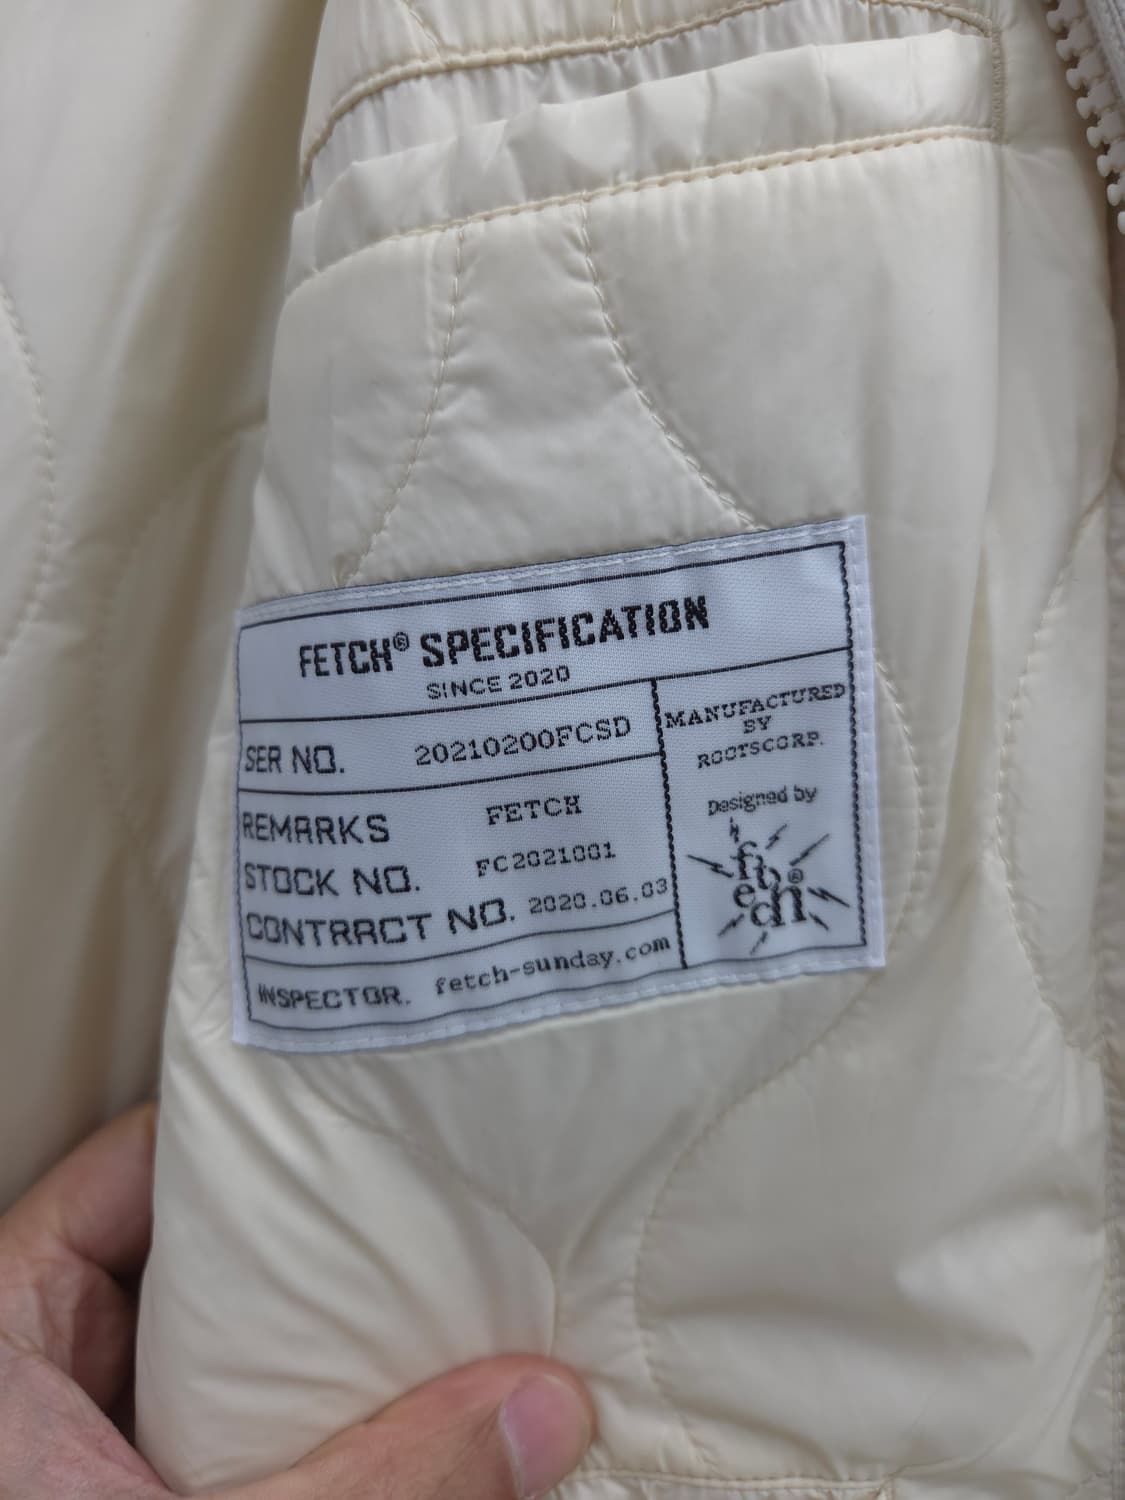 FETCH® SPECIFICATION
SINCE 2020
SER NO. 20210200FCSD
REMARKS FETCH
STOCK NO. FC2021001
CONTRACT NO. 2020.06.03
INSPECTOR. fetch-sunday.com
MANUFACTURED
BY
ROOTSCORP.
Designed by
fetch®